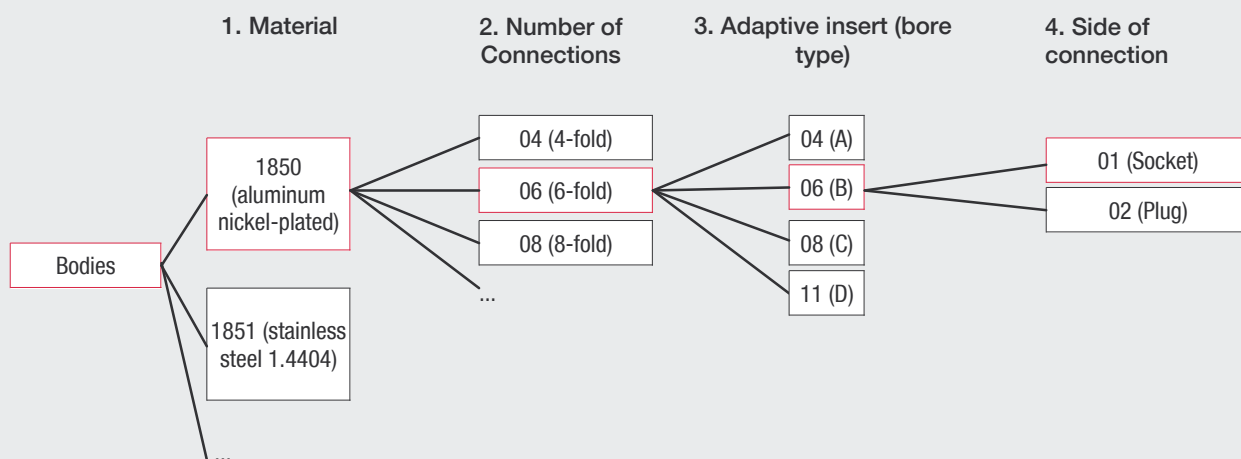 1. Material
2. Number of
Connections
3. Adaptive insert (bore
type)
4. Side of
connection
Bodies
1850
(aluminum
nickel-plated)
1851 (stainless
steel 1.4404)
...
04 (4-fold)
06 (6-fold)
08 (8-fold)
...
04 (A)
06 (B)
08 (C)
11 (D)
01 (Socket)
02 (Plug)